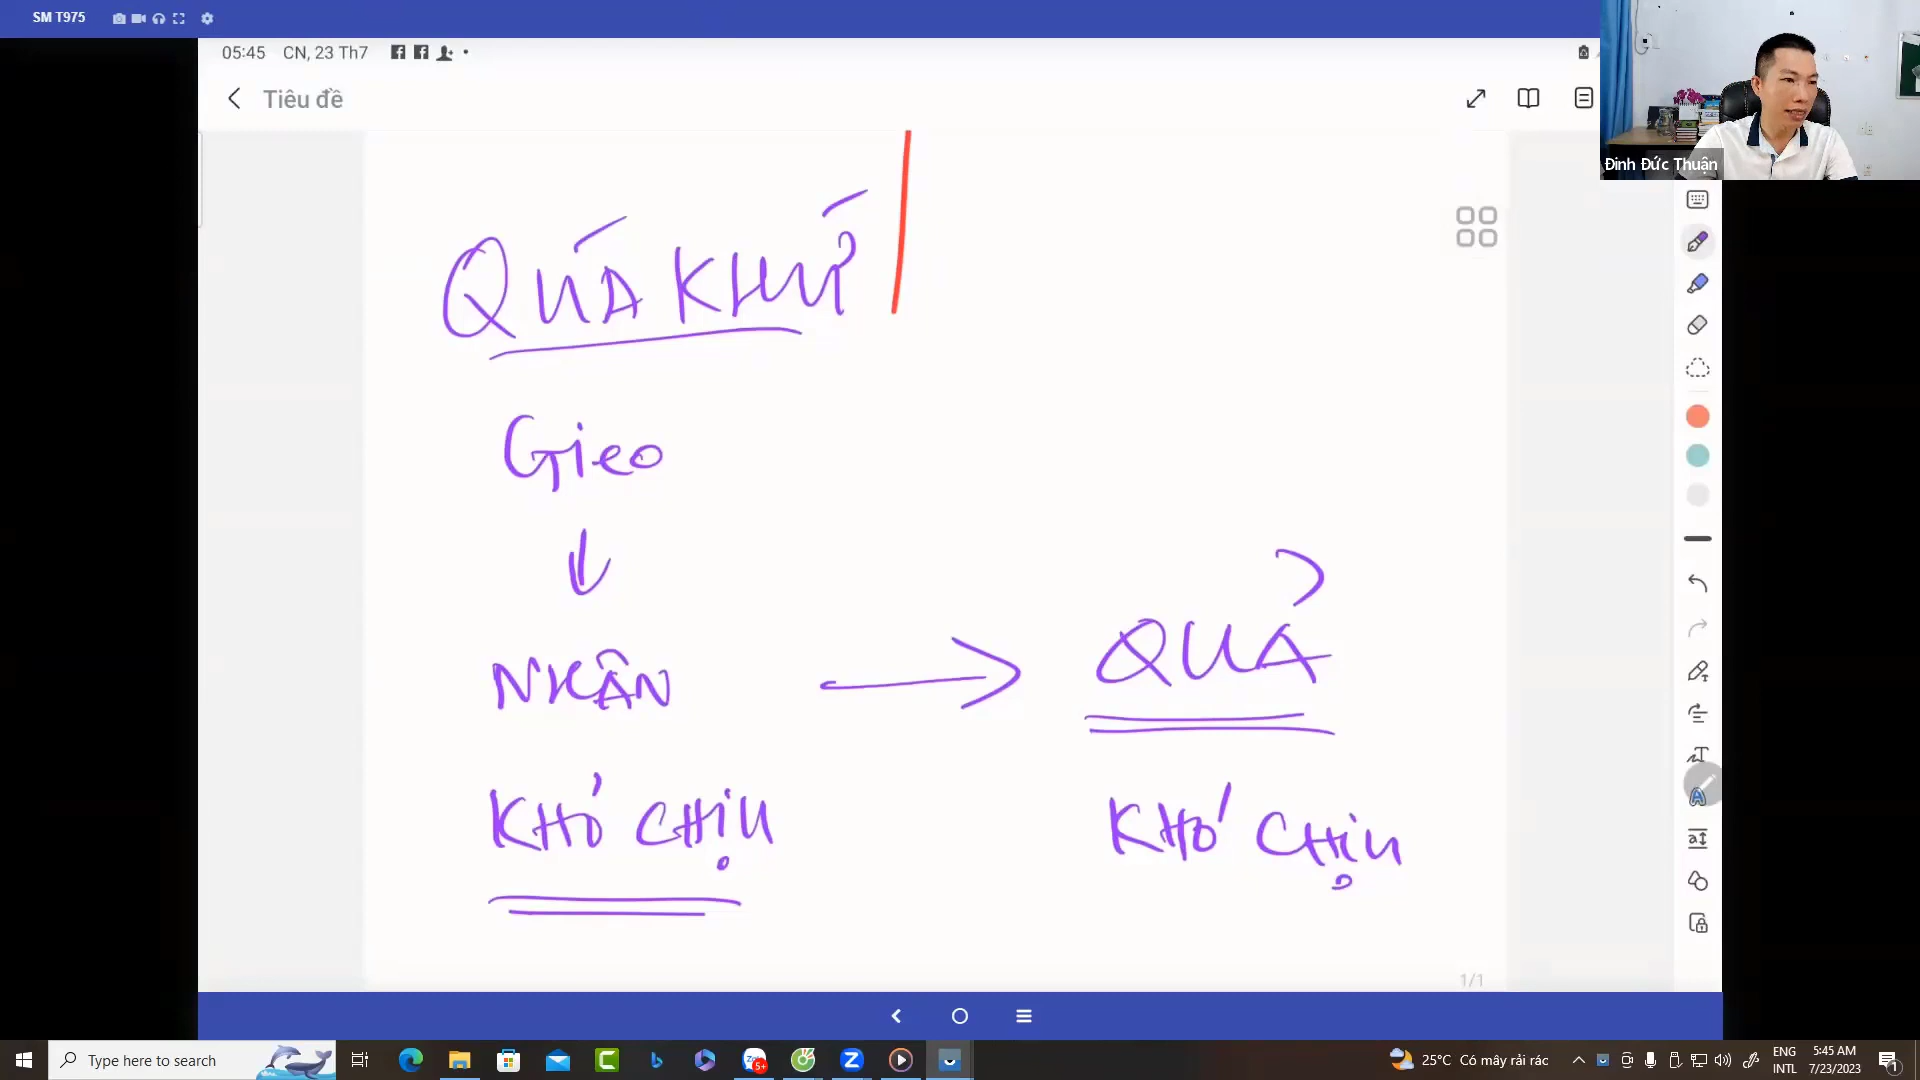 SM T975
05:45 CN, 23 Th7
Tiêu đề
Đinh Đức Thuận
QUÁ KHỨ
Gieo
NHÂN
QUẢ
KHÓ CHỊU
KHÓ CHỊU
1/1
Type here to search
5+
25°C Có mây rải rác
ENG
INTL
5:45 AM
7/23/2023
1